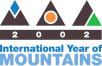 2002
International Year of
MOUNTAINS